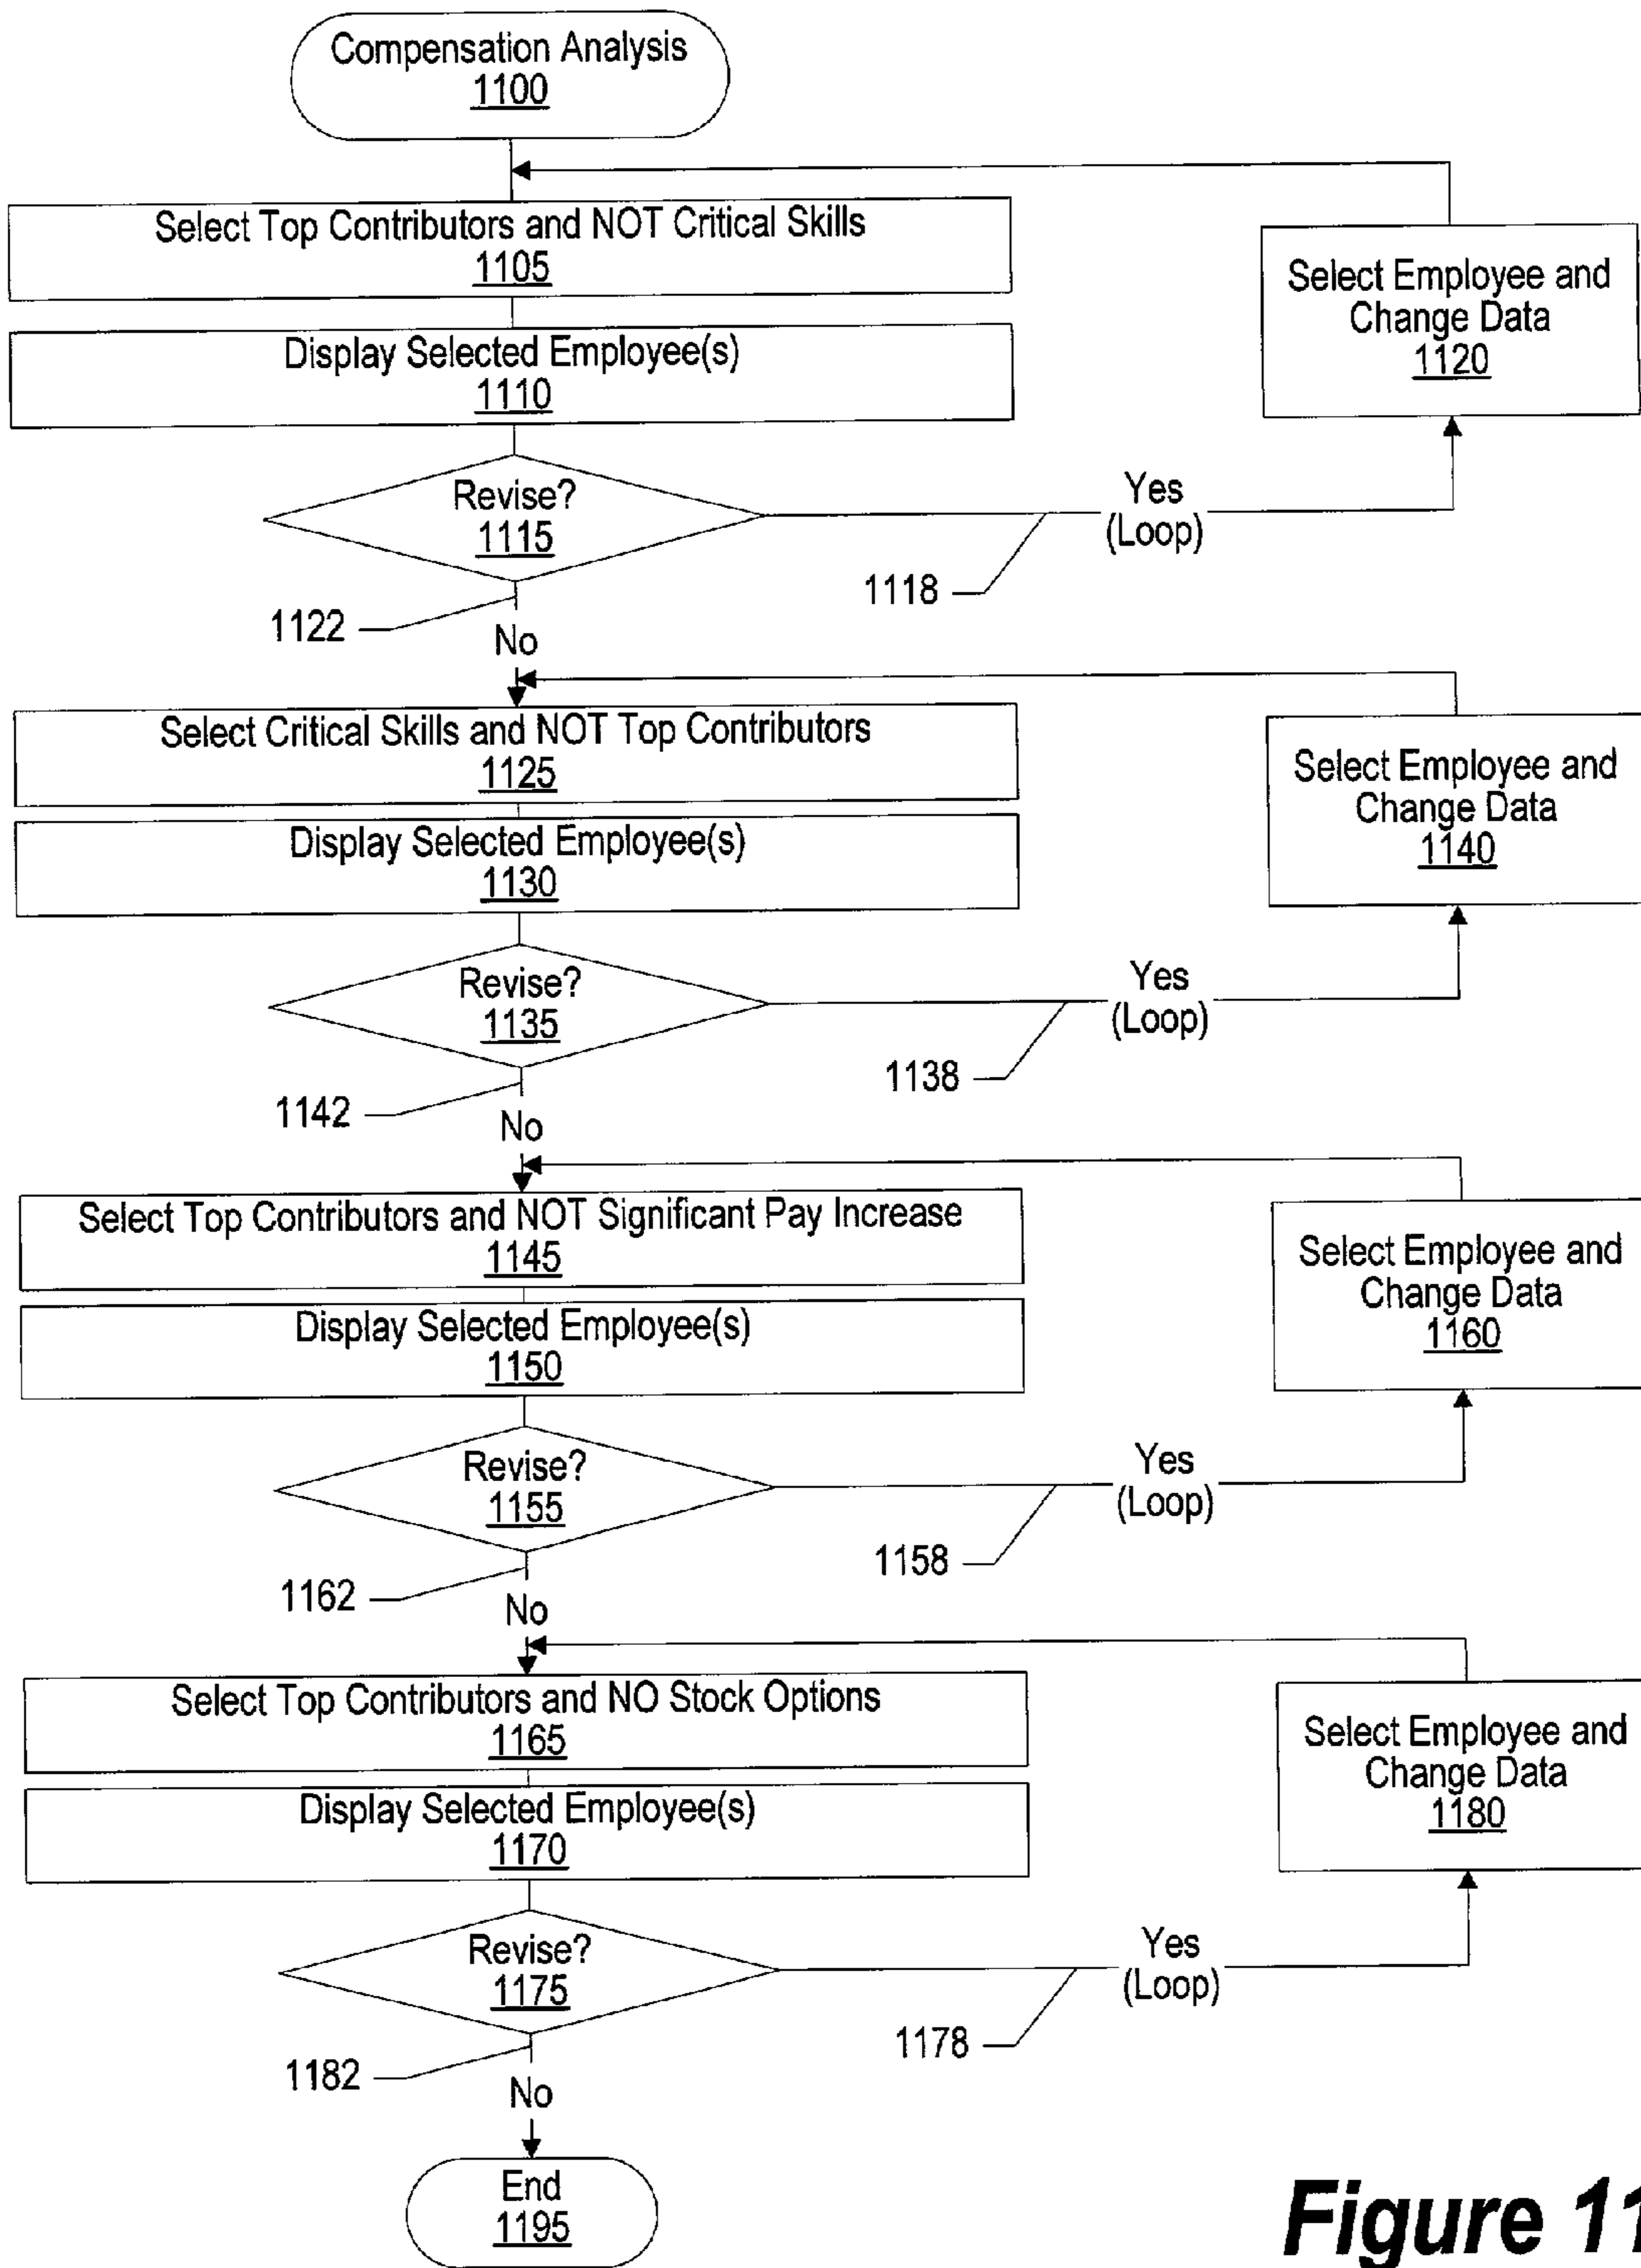 Compensation Analysis
1100
Select Top Contributors and NOT Critical Skills
1105
Select Employee and
Change Data
1120
Display Selected Employee(s)
1110
Revise?
1115
Yes
(Loop)
1118
1122
No
Select Critical Skills and NOT Top Contributors
1125
Select Employee and
Change Data
1140
Display Selected Employee(s)
1130
Revise?
1135
Yes
(Loop)
1138
1142
No
Select Top Contributors and NOT Significant Pay Increase
1145
Select Employee and
Change Data
1160
Display Selected Employee(s)
1150
Revise?
1155
Yes
(Loop)
1158
1162
No
Select Top Contributors and NO Stock Options
1165
Select Employee and
Change Data
1180
Display Selected Employee(s)
1170
Revise?
1175
Yes
(Loop)
1178
1182
No
End
1195
Figure 11